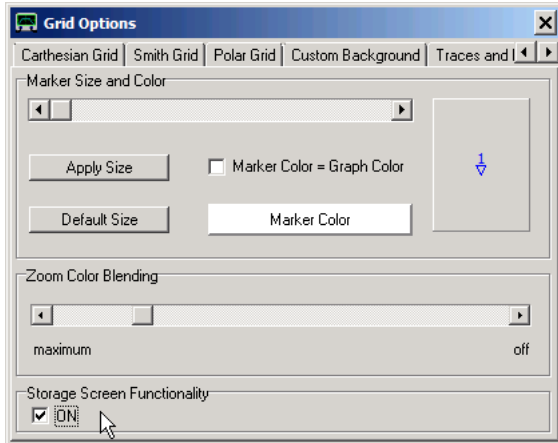 Grid Options
Carthesian Grid Smith Grid Polar Grid Custom Background Traces and
Marker Size and Color
Apply Size Marker Color = Graph Color 1
Default Size Marker Color
Zoom Color Blending
maximum off
Storage Screen Functionality
ON